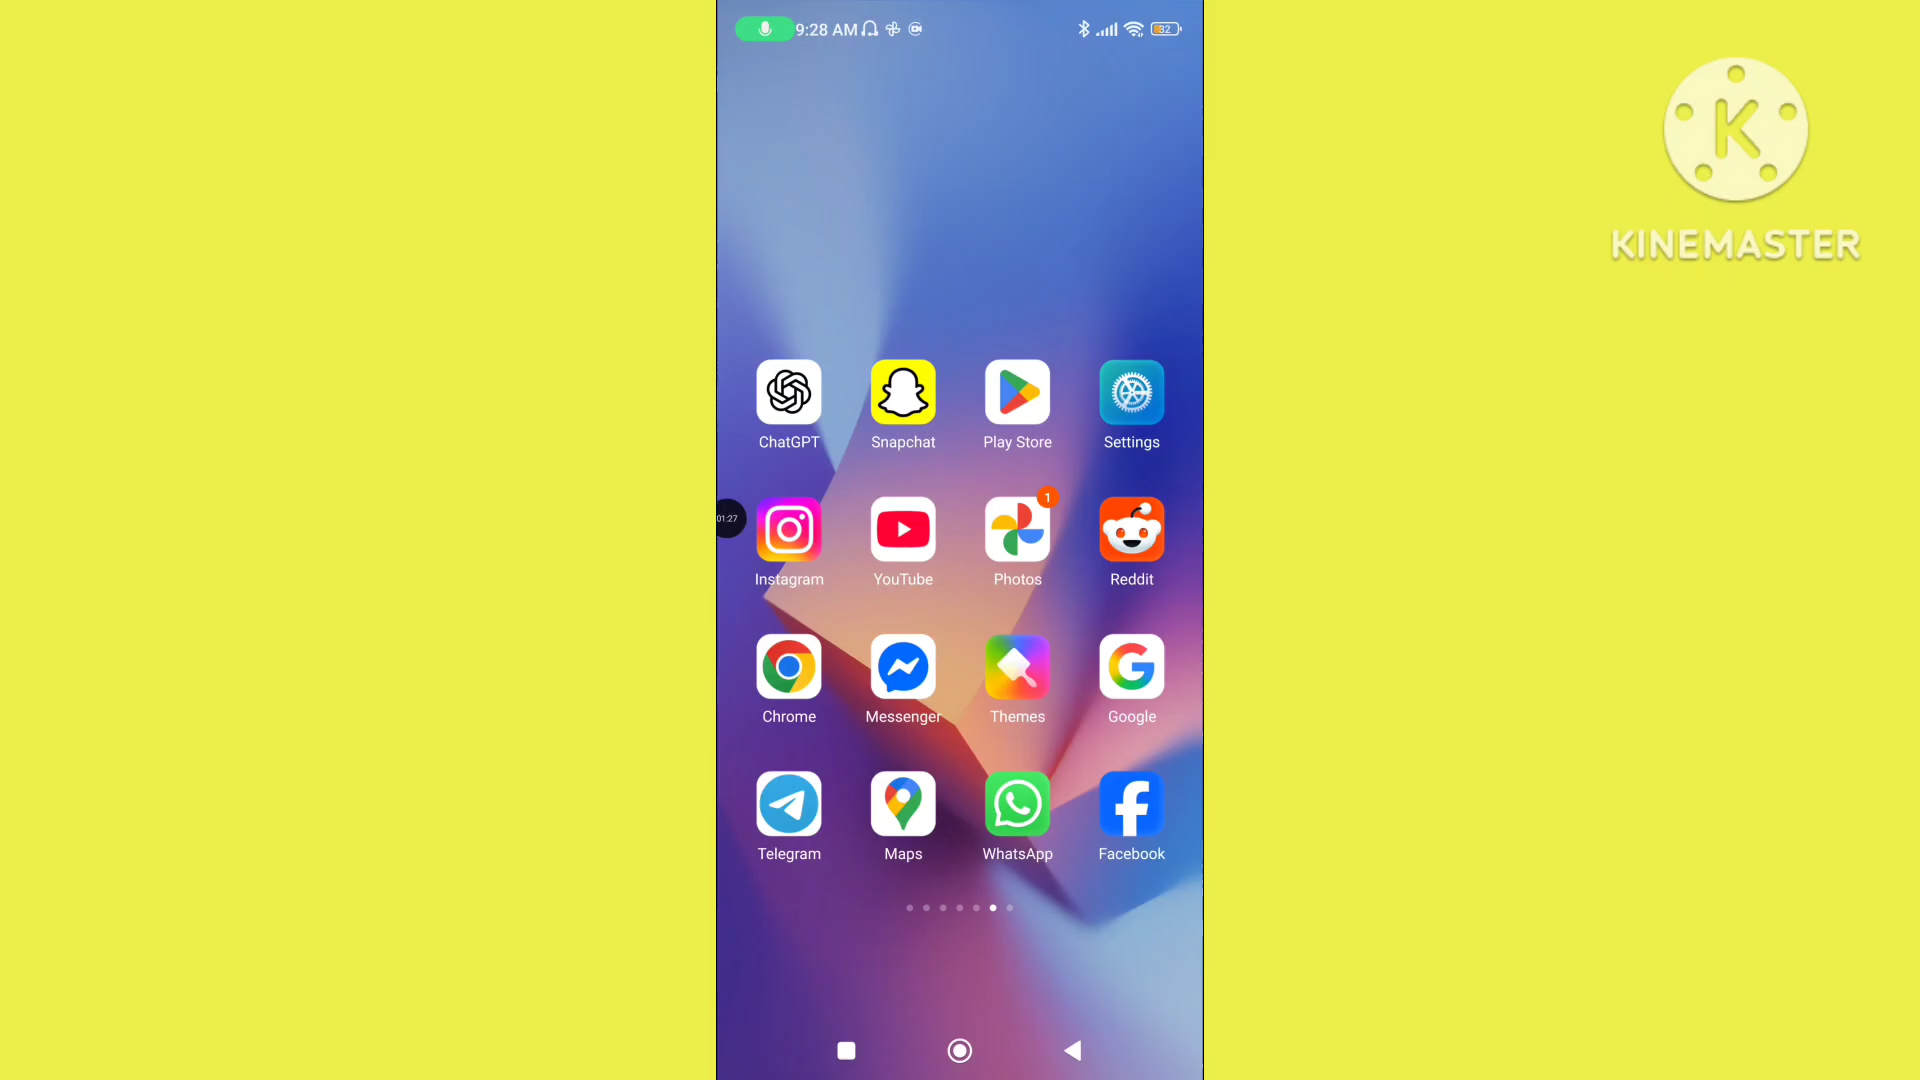 9:28 AM
32
K
KINEMASTER
ChatGPT
Snapchat
Play Store
Settings
01:27
1
Instagram
YouTube
Photos
Reddit
Chrome
Messenger
Themes
Google
Telegram
Maps
WhatsApp
Facebook